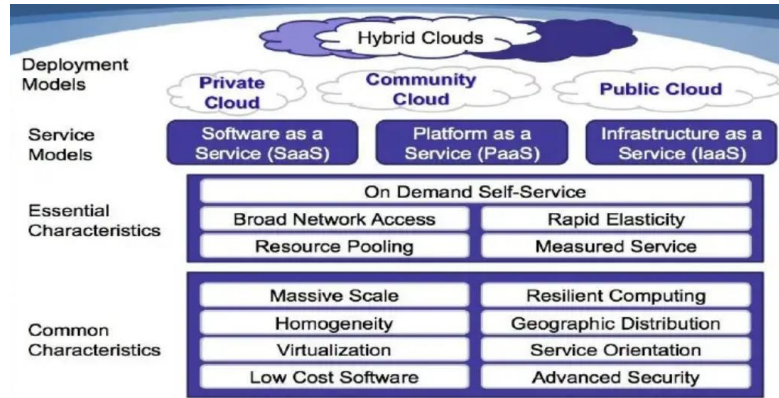 Hybrid Clouds
Deployment
Models
Private
Cloud
Community
Cloud
Public Cloud
Service
Models
Software as a
Service (SaaS)
Platform as a
Service (PaaS)
Infrastructure as a
Service (IaaS)
Essential
Characteristics
On Demand Self-Service
Broad Network Access
Rapid Elasticity
Resource Pooling
Measured Service
Common
Characteristics
Massive Scale
Resilient Computing
Homogeneity
Geographic Distribution
Virtualization
Service Orientation
Low Cost Software
Advanced Security